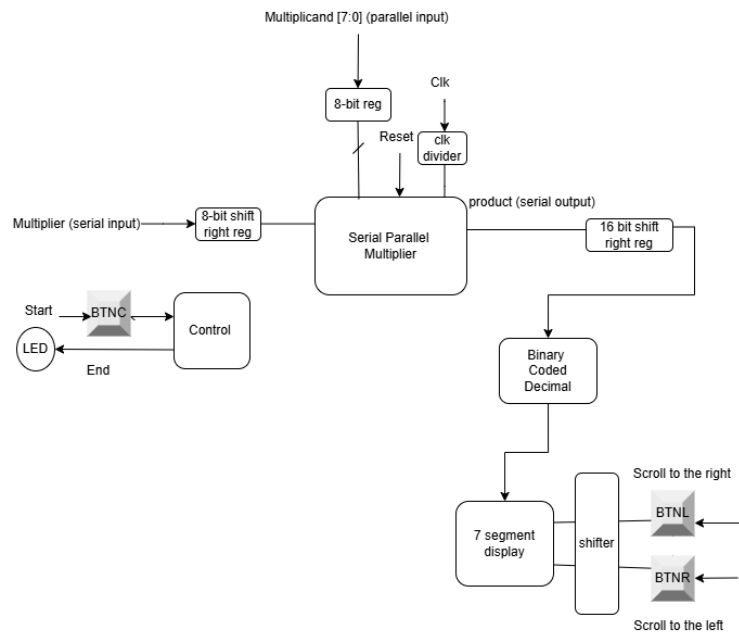 Multiplicand [7:0] (parallel input)
8-bit reg
Clk
Reset
clk
divider
Multiplier (serial input)
8-bit shift
right reg
Serial Parallel
Multiplier
product (serial output)
16 bit shift
right reg
Start
BTNC
Control
LED
End
Binary
Coded
Decimal
7 segment
display
shifter
Scroll to the right
BTNL
BTNR
Scroll to the left